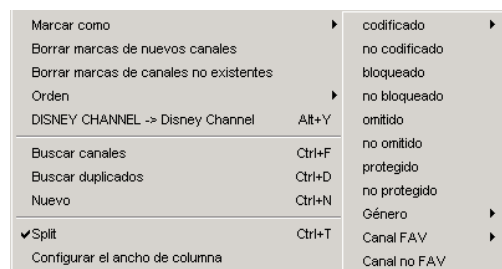 Marcar como
Borrar marcas de nuevos canales
Borrar marcas de canales no existentes
Orden
DISNEY CHANNEL -> Disney Channel Alt+Y
Buscar canales Ctrl+F
Buscar duplicados Ctrl+D
Nuevo Ctrl+N
Split Ctrl+T
Configurar el ancho de columna
codificado
no codificado
bloqueado
no bloqueado
omitido
no omitido
protegido
no protegido
Género
Canal FAV
Canal no FAV